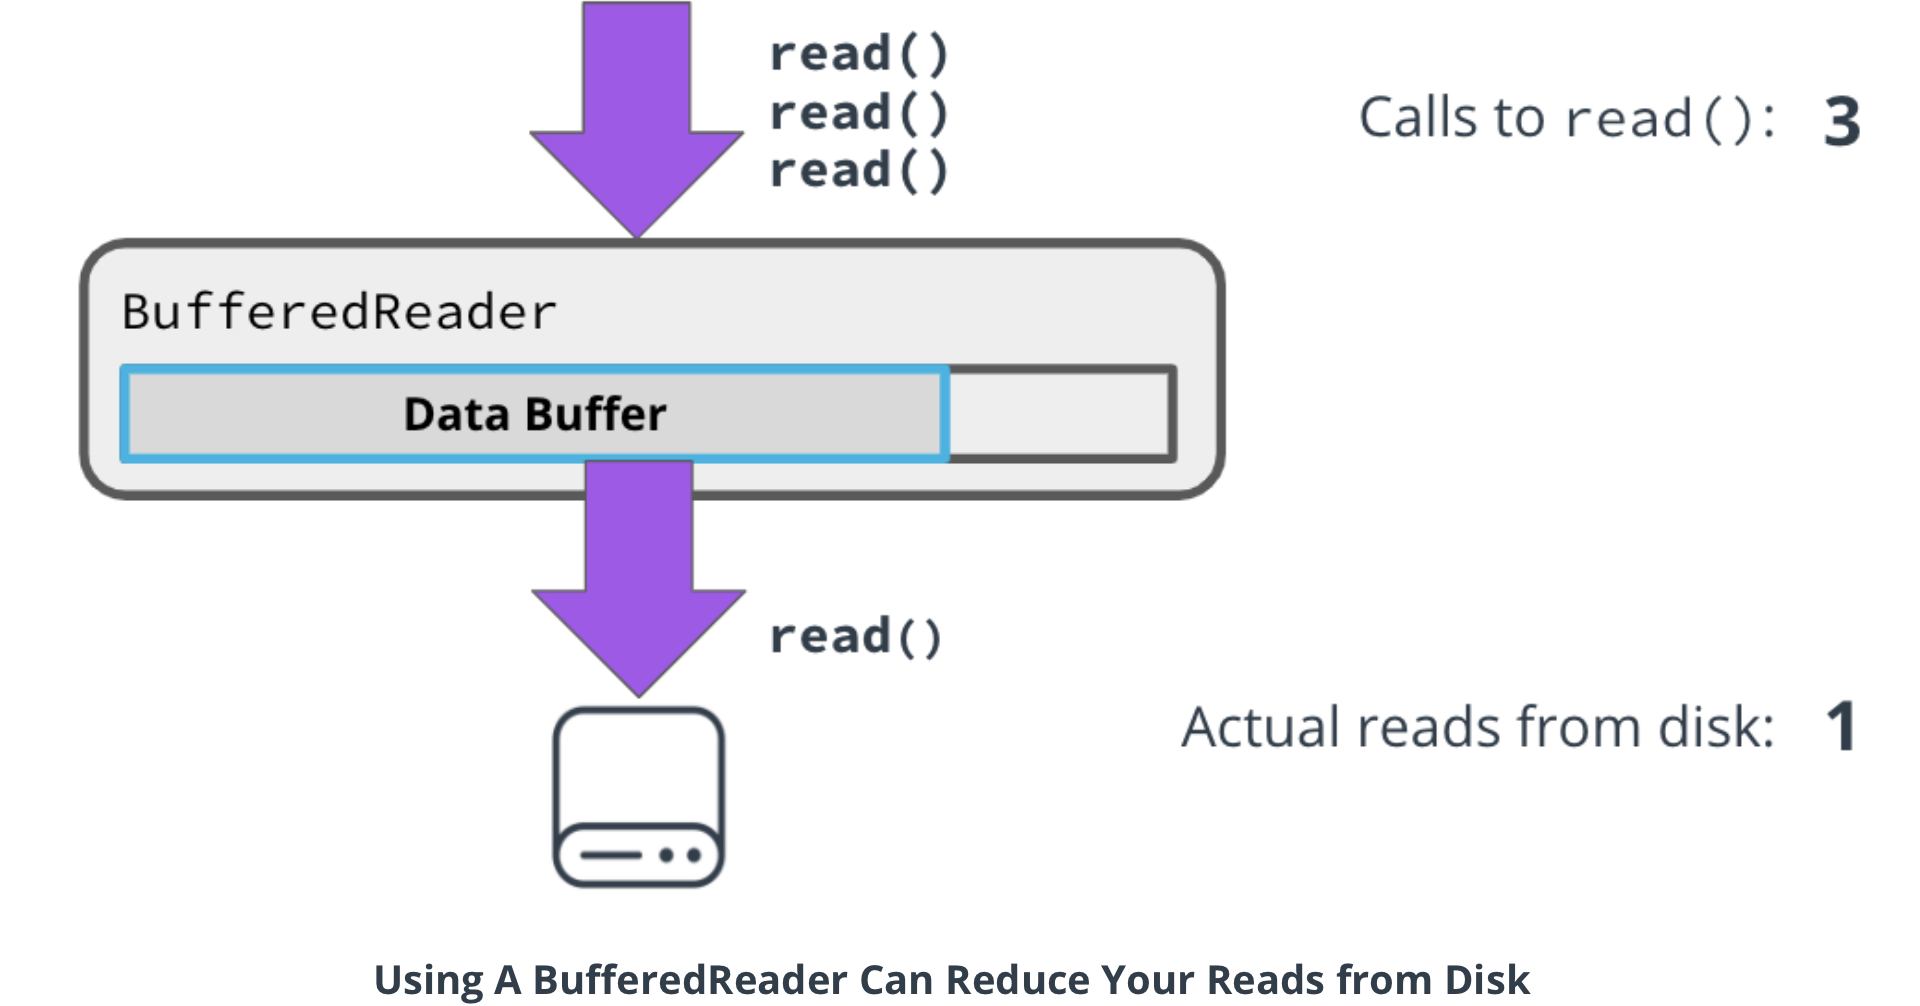 read()
read()
read()
Calls to read(): 3
BufferedReader
Data Buffer
read()
Actual reads from disk: 1
Using A BufferedReader Can Reduce Your Reads from Disk